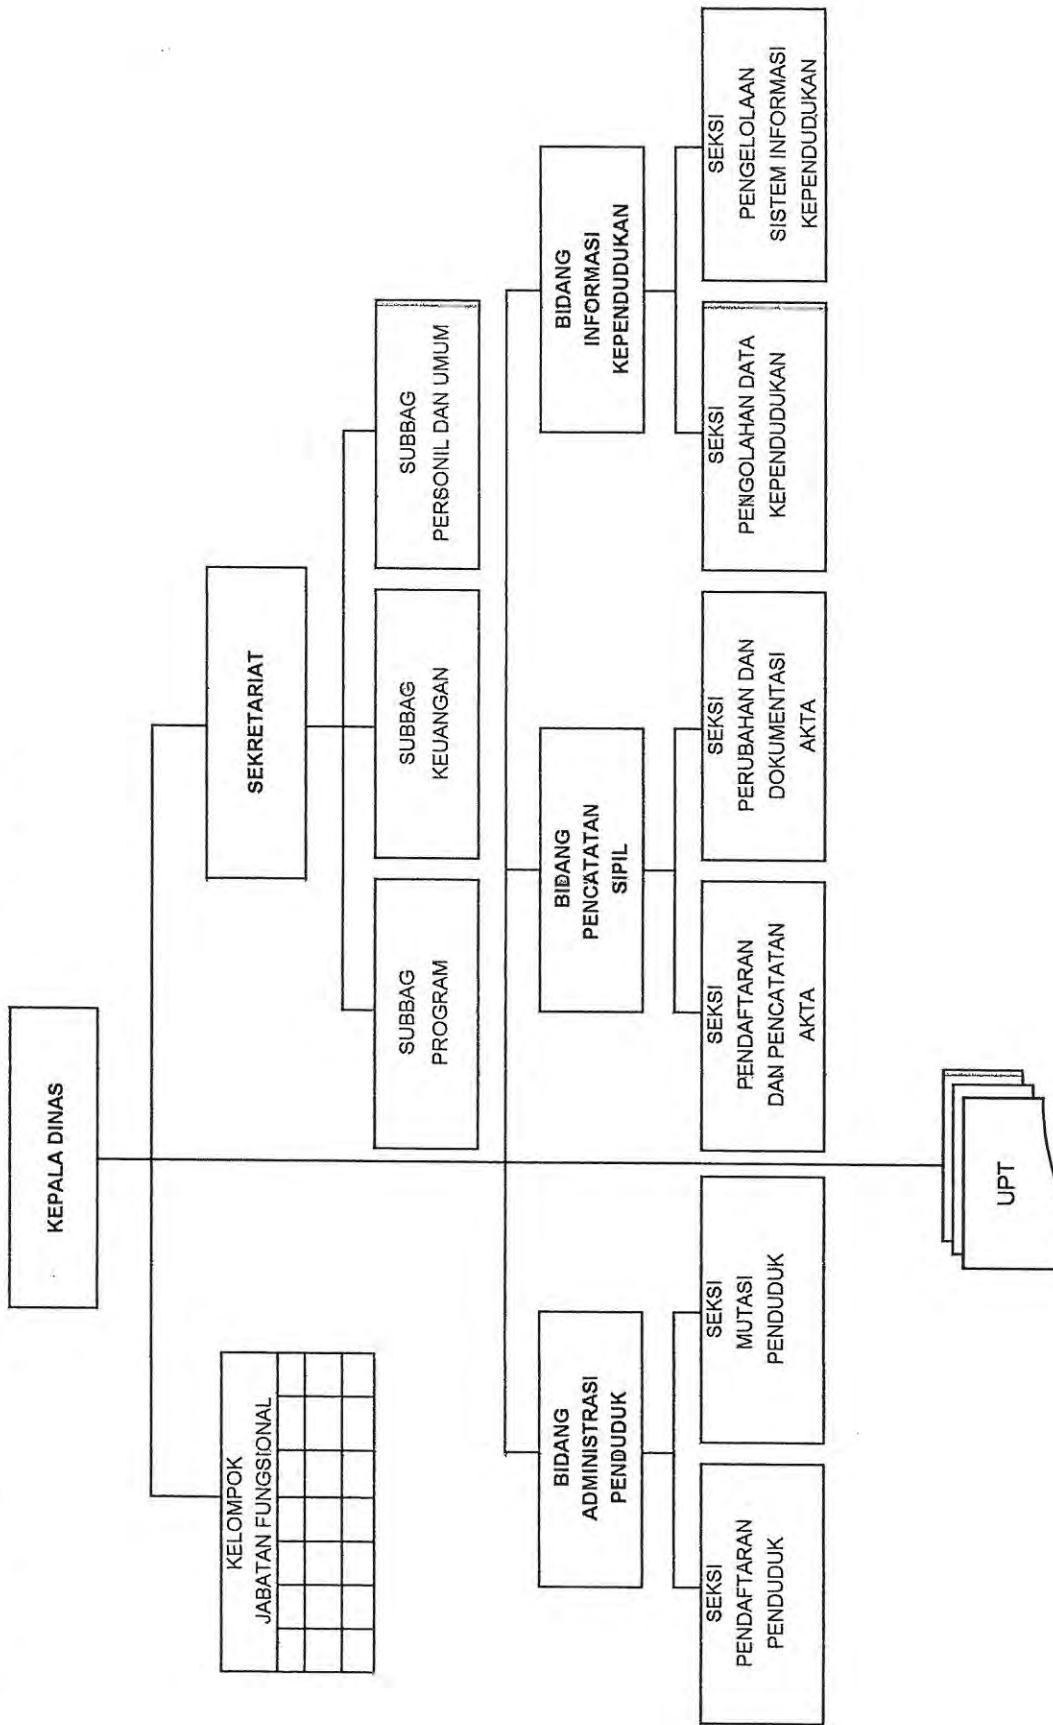 KEPALA DINAS
KELOMPOK
JABATAN FUNGSIONAL
SEKRETARIAT
SUBBAG
PROGRAM
SUBBAG
KEUANGAN
SUBBAG
PERSONIL DAN UMUM
BIDANG
ADMINISTRASI
PENDUDUK
BIDANG
PENCATATAN
SIPIL
BIDANG
INFORMASI
KEPENDUDUKAN
SEKSI
PENDAFTARAN
PENDUDUK
SEKSI
MUTASI
PENDUDUK
SEKSI
PENDAFTARAN
DAN PENCATATAN
AKTA
SEKSI
PERUBAHAN DAN
DOKUMENTASI
AKTA
SEKSI
PENGOLAHAN DATA
KEPENDUDUKAN
SEKSI
PENGELOLAAN
SISTEM INFORMASI
KEPENDUDUKAN
UPT